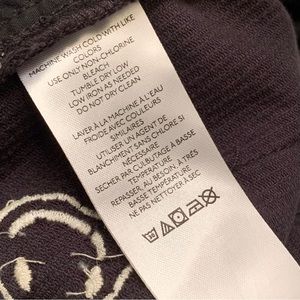 MACHINE WASH COLD WITH LIKE
COLORS
USE ONLY NON-CHLORINE
BLEACH
TUMBLE DRY LOW
LOW IRON AS NEEDED
DO NOT DRY CLEAN
LAVER À LA MACHINE À L'EAU
FROIDE AVEC COULEURS
SIMILAIRES
UTILISER UN AGENT DE
BLANCHIMENT SANS CHLORE SI
NÉCESSAIRE
SECHER PAR CULBUTAGE À BASSE
TEMPÉRATURE
REPASSER, AU BESOIN, À TRÈS
BASSE TEMPÉRATURE
NE PAS NETTOYER À SEC